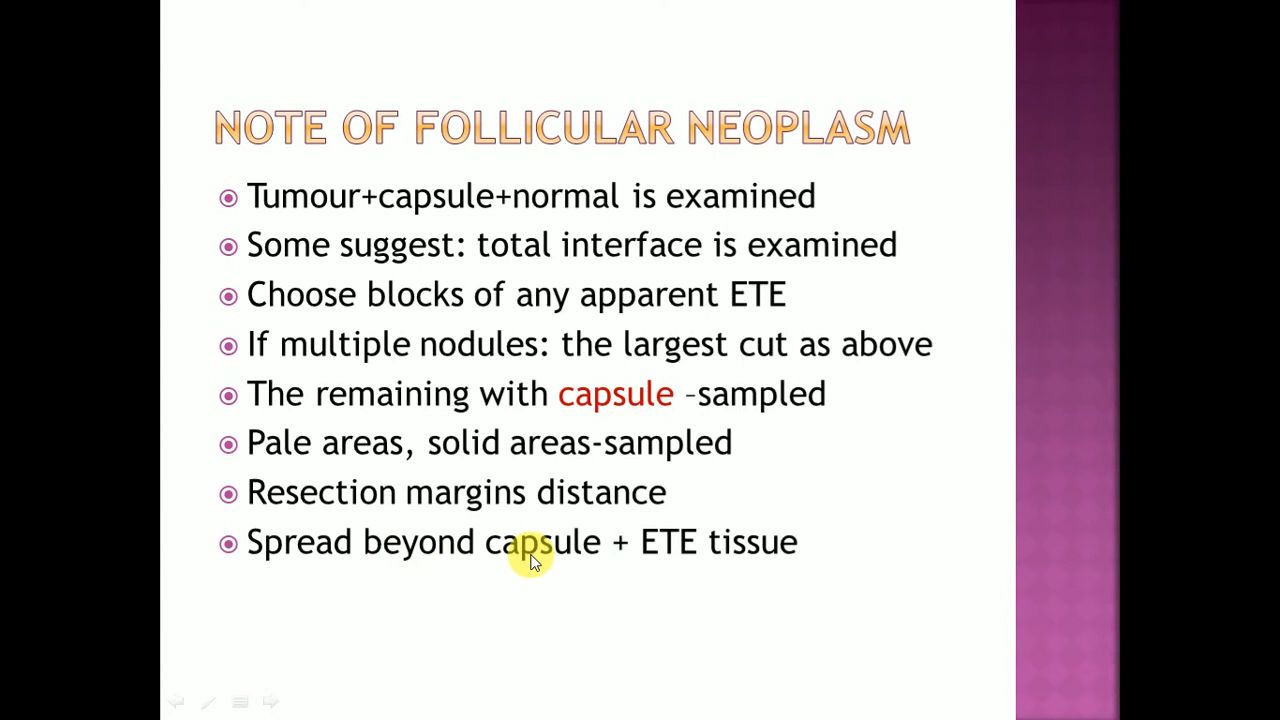 NOTE OF FOLLICULAR NEOPLASM
Tumour+capsule+normal is examined
Some suggest: total interface is examined
Choose blocks of any apparent ETE
If multiple nodules: the largest cut as above
The remaining with capsule –sampled
Pale areas, solid areas-sampled
Resection margins distance
Spread beyond capsule + ETE tissue